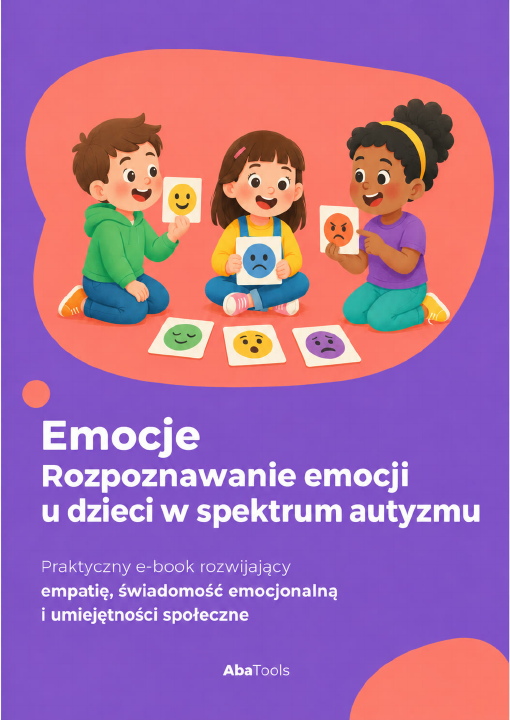 Emocje
Rozpoznawanie emocji
u dzieci w spektrum autyzmu
Praktyczny e-book rozwijający
empatię, świadomość emocjonalną
i umiejętności społeczne
AbaTools